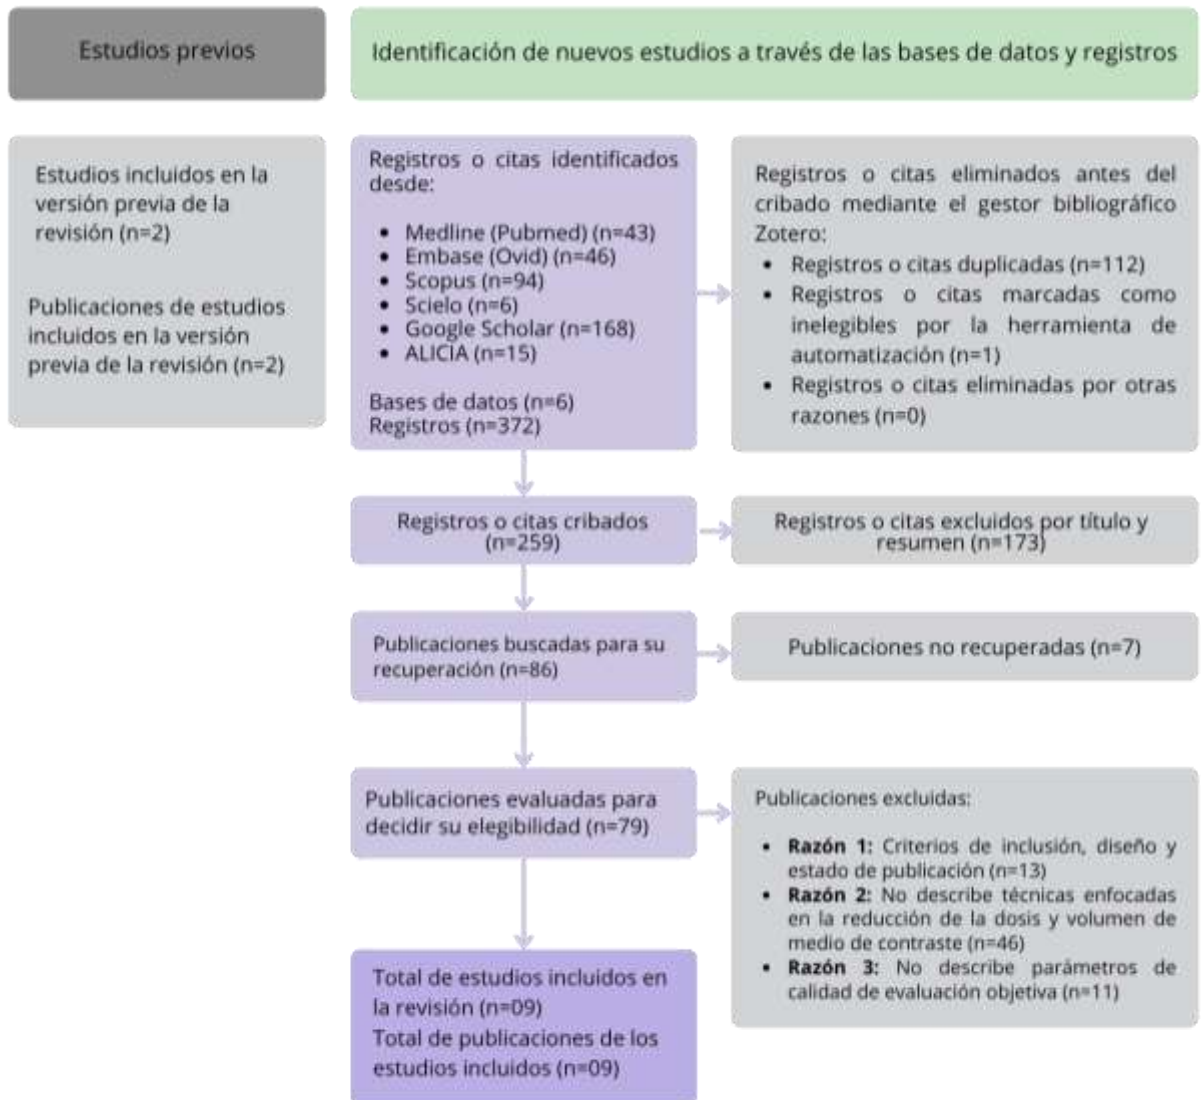 Estudios previos
Identificación de nuevos estudios a través de las bases de datos y registros
Estudios incluidos en la
versión previa de la
revisión (n=2)
Publicaciones de estudios
incluidos en la versión
previa de la revisión (n=2)
Registros o citas identificados
desde:
• Medline (Pubmed) (n=43)
• Embase (Ovid) (n=46)
• Scopus (n=94)
• Scielo (n=6)
• Google Scholar (n=168)
• ALICIA (n=15)
Bases de datos (n=6)
Registros (n=372)
Registros o citas eliminados antes del
cribado mediante el gestor bibliográfico
Zotero:
• Registros o citas duplicadas (n=112)
• Registros o citas marcadas como
inelegibles por la herramienta de
automatización (n=1)
• Registros o citas eliminadas por otras
razones (n=0)
Registros o citas cribados
(n=259)
Registros o citas excluidos por título y
resumen (n=173)
Publicaciones buscadas para su
recuperación (n=86)
Publicaciones no recuperadas (n=7)
Publicaciones evaluadas para
decidir su elegibilidad (n=79)
Publicaciones excluidas:
• Razón 1: Criterios de inclusión, diseño y
estado de publicación (n=13)
• Razón 2: No describe técnicas enfocadas
en la reducción de la dosis y volumen de
medio de contraste (n=46)
• Razón 3: No describe parámetros de
calidad de evaluación objetiva (n=11)
Total de estudios incluidos en
la revisión (n=09)
Total de publicaciones de los
estudios incluidos (n=09)